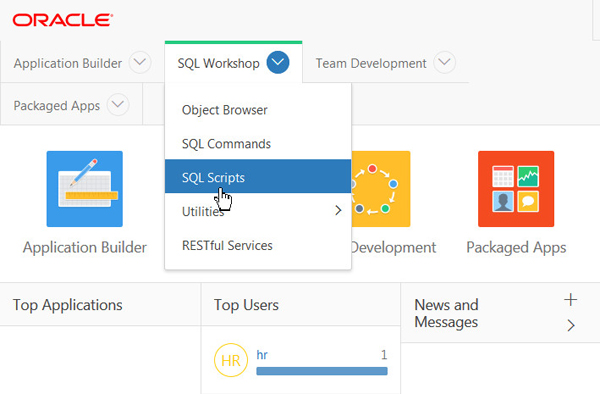 ORACLE
Application Builder
SQL Workshop
Team Development
Packaged Apps
Object Browser
SQL Commands
SQL Scripts
Utilities
RESTful Services
Application Builder
Development
Packaged Apps
Top Applications
Top Users
News and
Messages
HR
hr 1